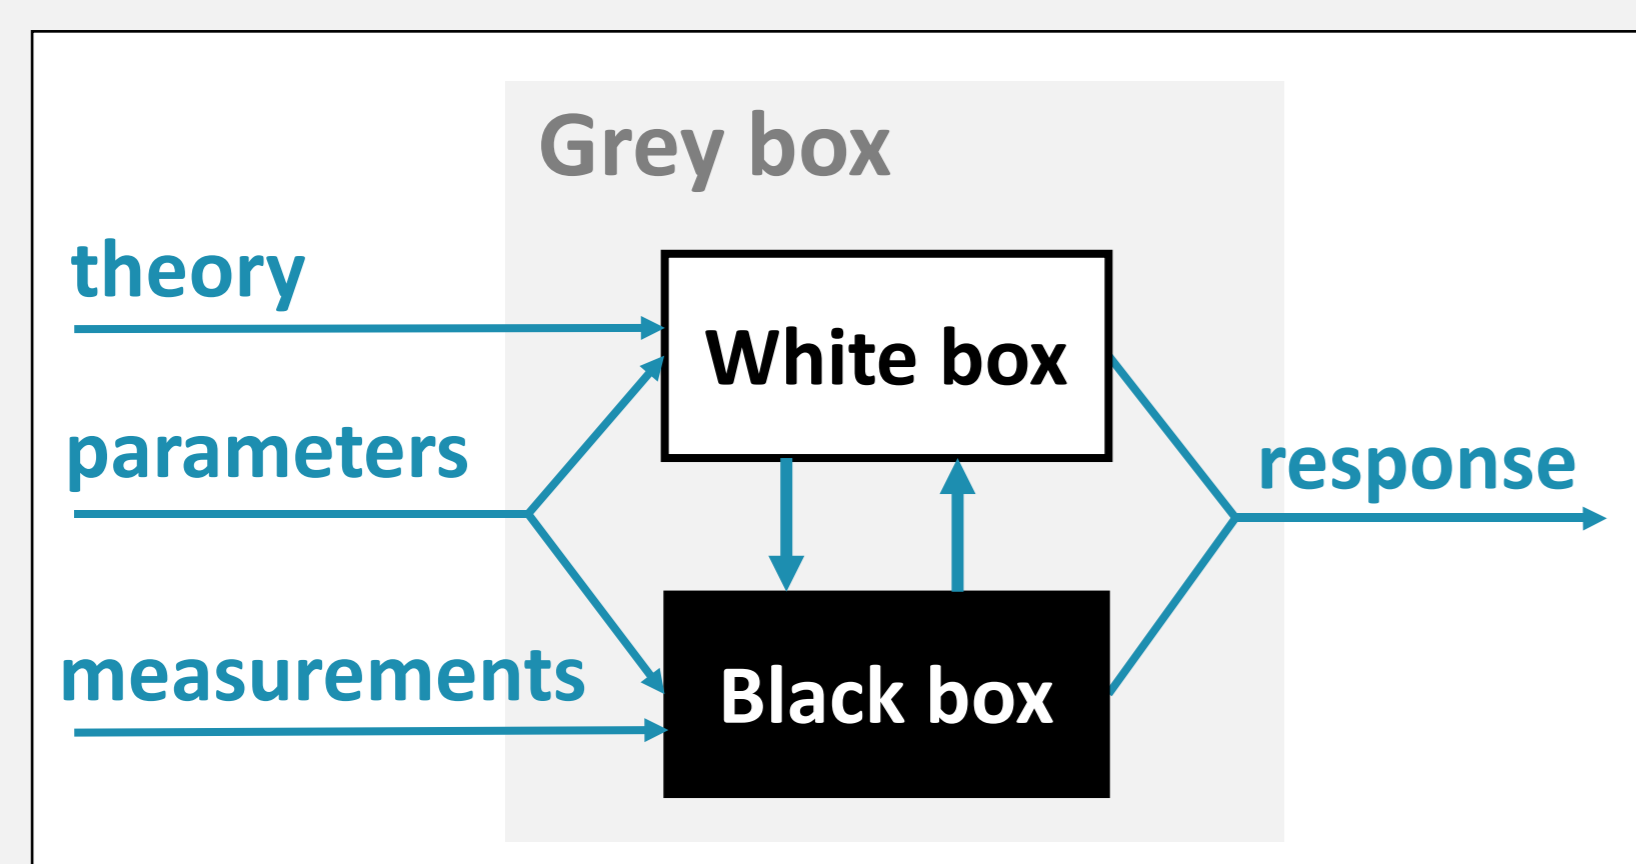 Grey box
theory
White box
parameters
response
measurements
Black box